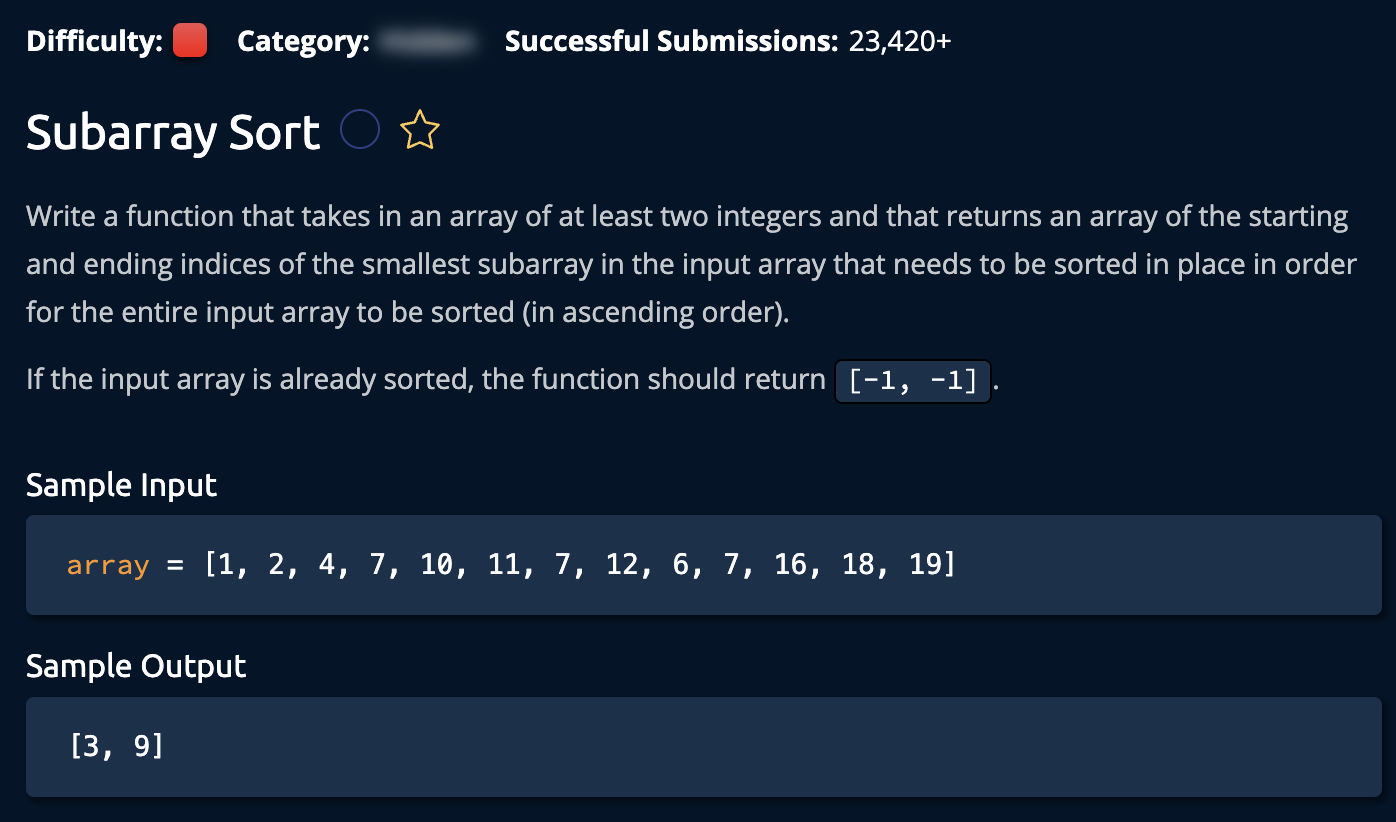 Difficulty: Category: Successful Submissions: 23,420+
Subarray Sort
Write a function that takes in an array of at least two integers and that returns an array of the starting
and ending indices of the smallest subarray in the input array that needs to be sorted in place in order
for the entire input array to be sorted (in ascending order).
If the input array is already sorted, the function should return [-1, -1].
Sample Input
array = [1, 2, 4, 7, 10, 11, 7, 12, 6, 7, 16, 18, 19]
Sample Output
[3, 9]